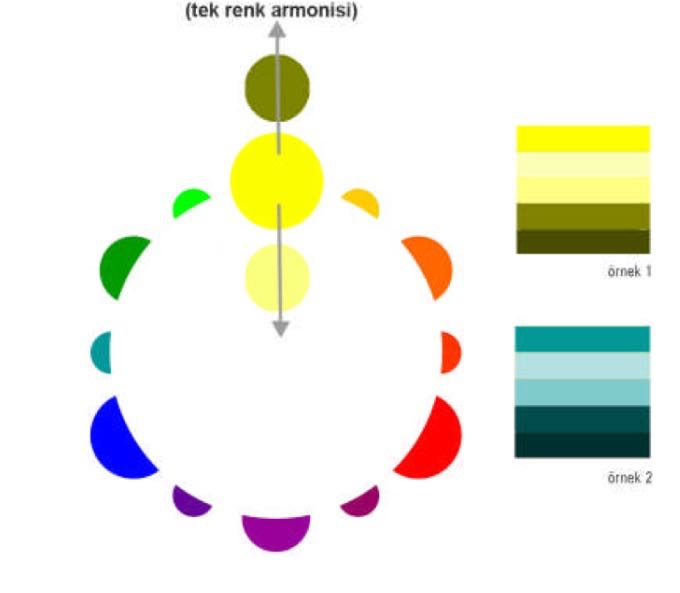 (tek renk armonisi)
örnek 1
örnek 2